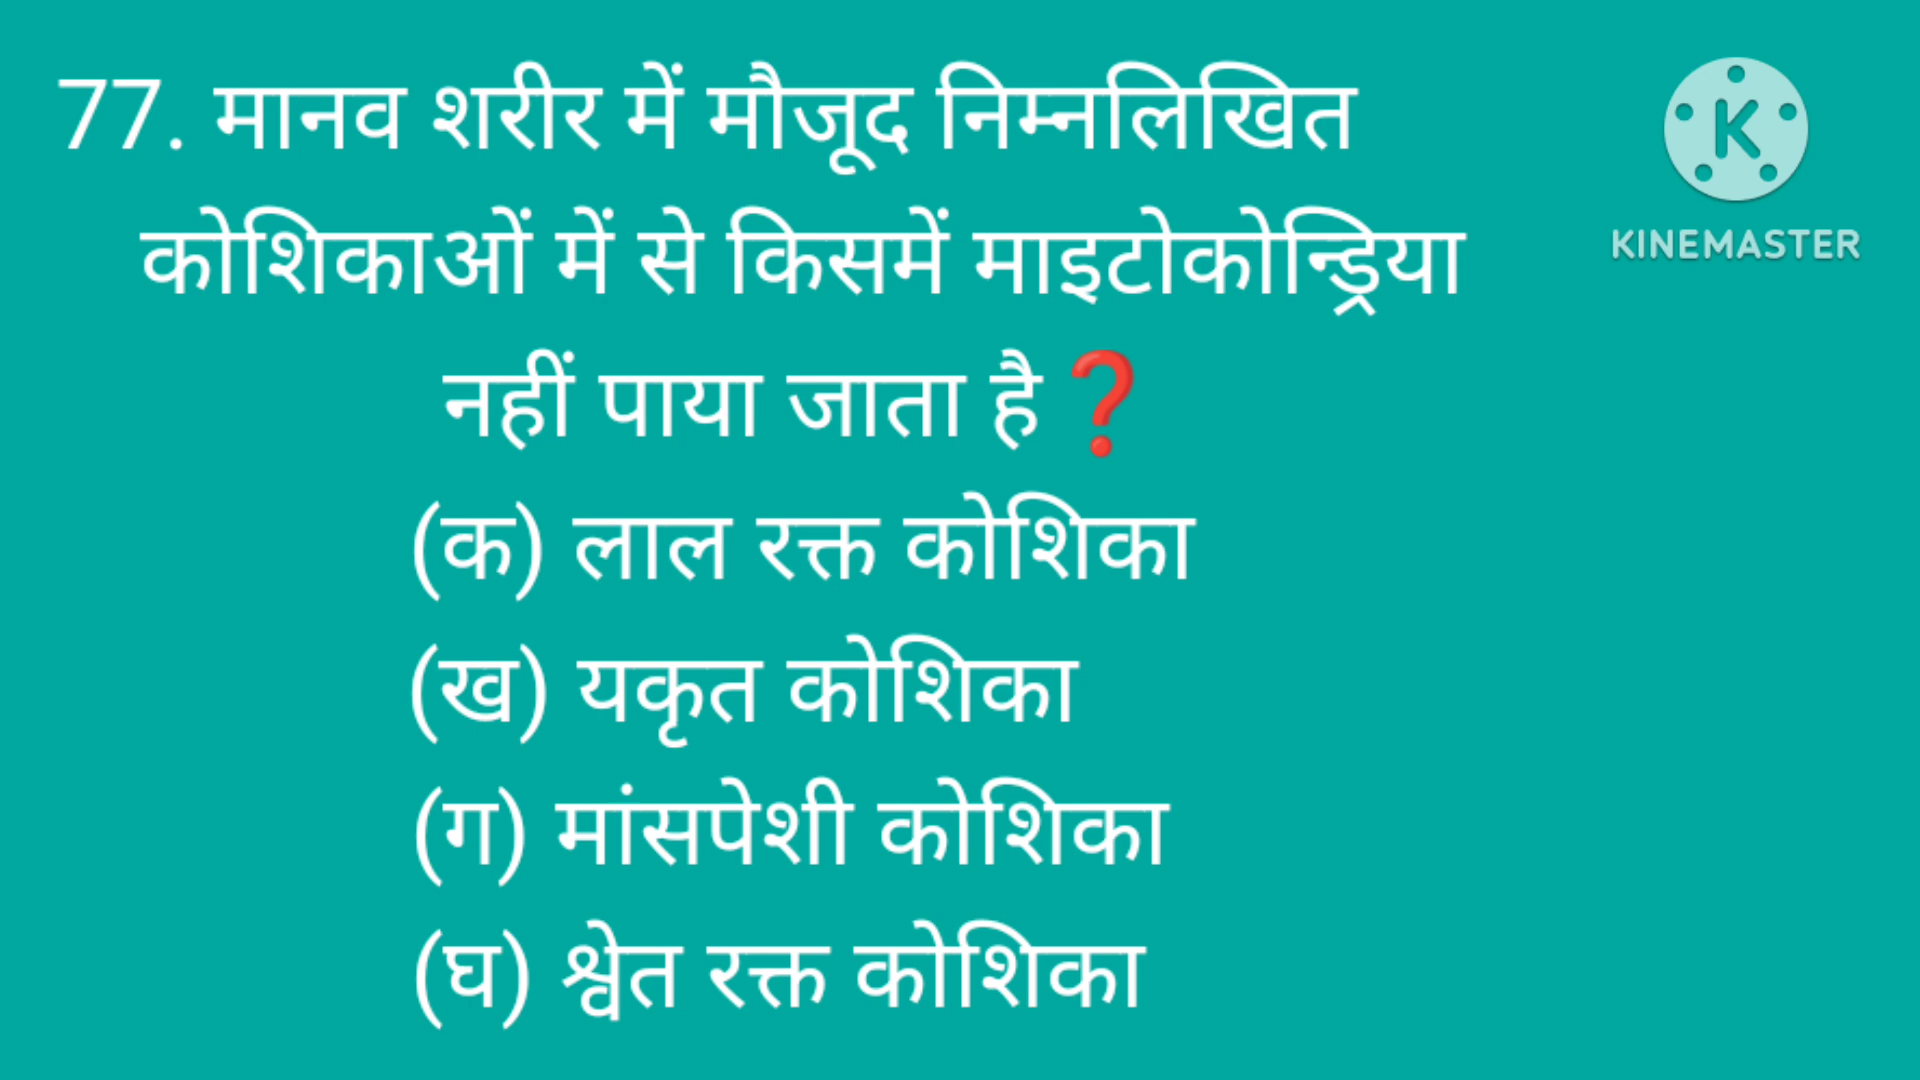 77. मानव शरीर में मौजूद निम्नलिखित
कोशिकाओं में से किसमें माइटोकोन्ड्रिया
नहीं पाया जाता है❓
(क) लाल रक्त कोशिका
(ख) यकृत कोशिका
(ग) मांसपेशी कोशिका
(घ) श्वेत रक्त कोशिका
K
KINEMASTER